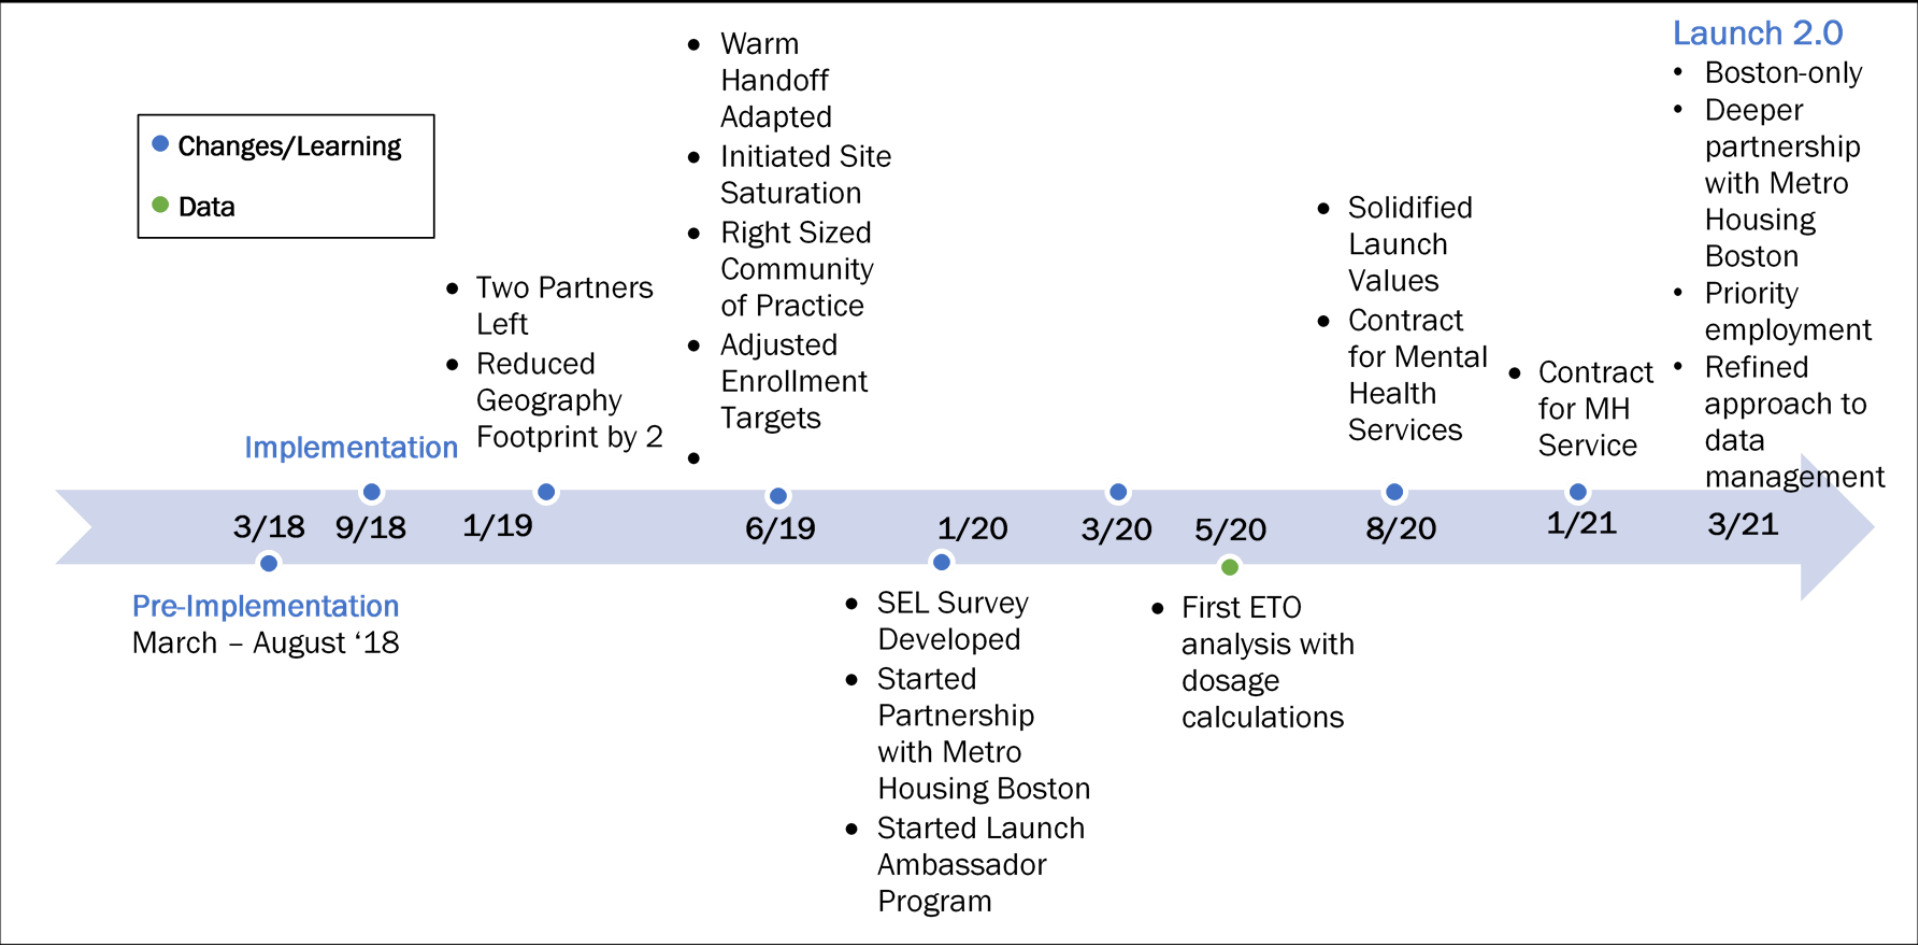 Changes/Learning
Data
Implementation
• Two Partners
Left
• Reduced
Geography
Footprint by 2
• Warm
Handoff
Adapted
• Initiated Site
Saturation
• Right Sized
Community
of Practice
• Adjusted
Enrollment
Targets
•
• Solidified
Launch
Values
• Contract
for Mental
Health
Services
• Contract
for MH
Service
Launch 2.0
• Boston-only
• Deeper
partnership
with Metro
Housing
Boston
• Priority
employment
• Refined
approach to
data
management
3/18 9/18 1/19 6/19 1/20 3/20 5/20 8/20 1/21 3/21
Pre-Implementation
March – August ‘18
• SEL Survey
Developed
• Started
Partnership
with Metro
Housing Boston
• Started Launch
Ambassador
Program
• First ETO
analysis with
dosage
calculations